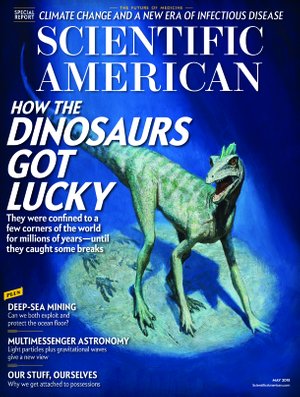 THE FUTURE OF MEDICINE
SPECIAL REPORT
CLIMATE CHANGE AND A NEW ERA OF INFECTIOUS DISEASE
SCIENTIFIC
AMERICAN
HOW THE
DINOSAURS
GOT
LUCKY
They were confined to a
few corners of the world
for millions of years—until
they caught some breaks
PLUS
DEEP-SEA MINING
Can we both exploit and
protect the ocean floor?
MULTIMESSENGER ASTRONOMY
Light particles plus gravitational waves
give a new view
OUR STUFF, OURSELVES
Why we get attached to possessions
MAY 2018
ScientificAmerican.com